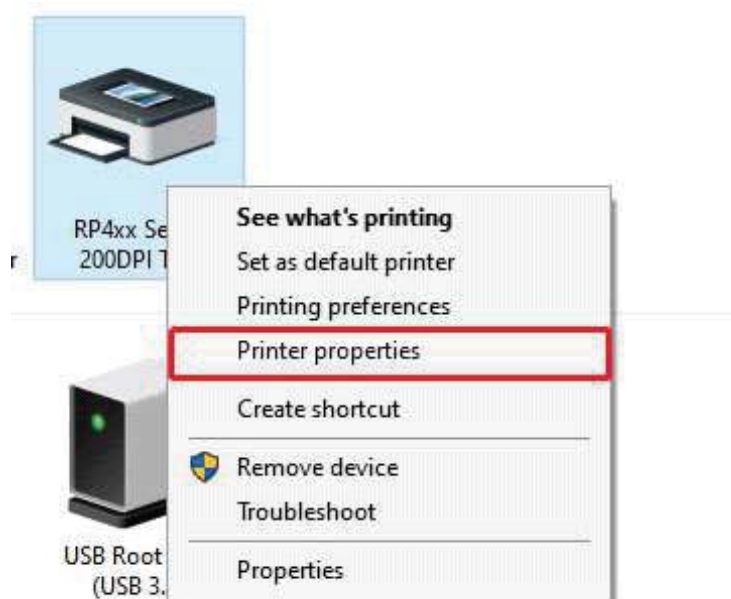 RP4xx Se
200DPI T
r
See what's printing
Set as default printer
Printing preferences
Printer properties
Create shortcut
Remove device
Troubleshoot
Properties
USB Root
(USB 3.